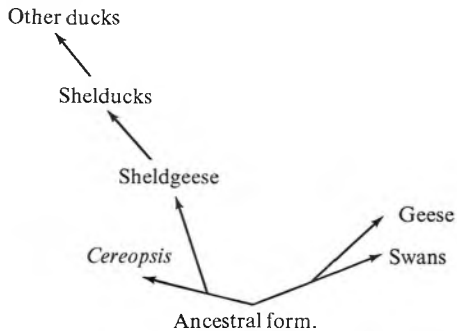 Other ducks
Shelducks
Sheldgeese
Geese
Cereopsis
Swans
Ancestral form.